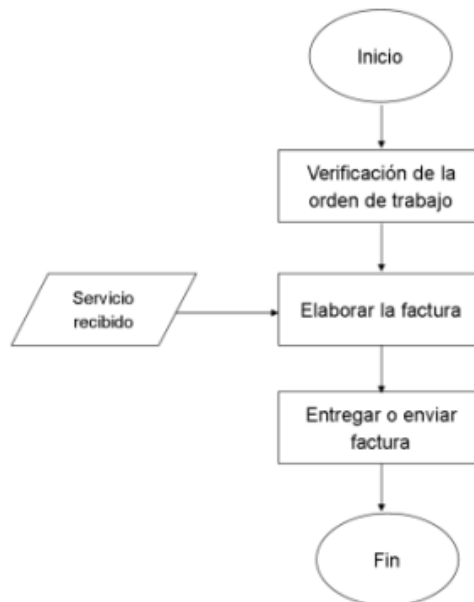 Inicio
Verificación de la
orden de trabajo
Servicio
recibido
Elaborar la factura
Entregar o enviar
factura
Fin